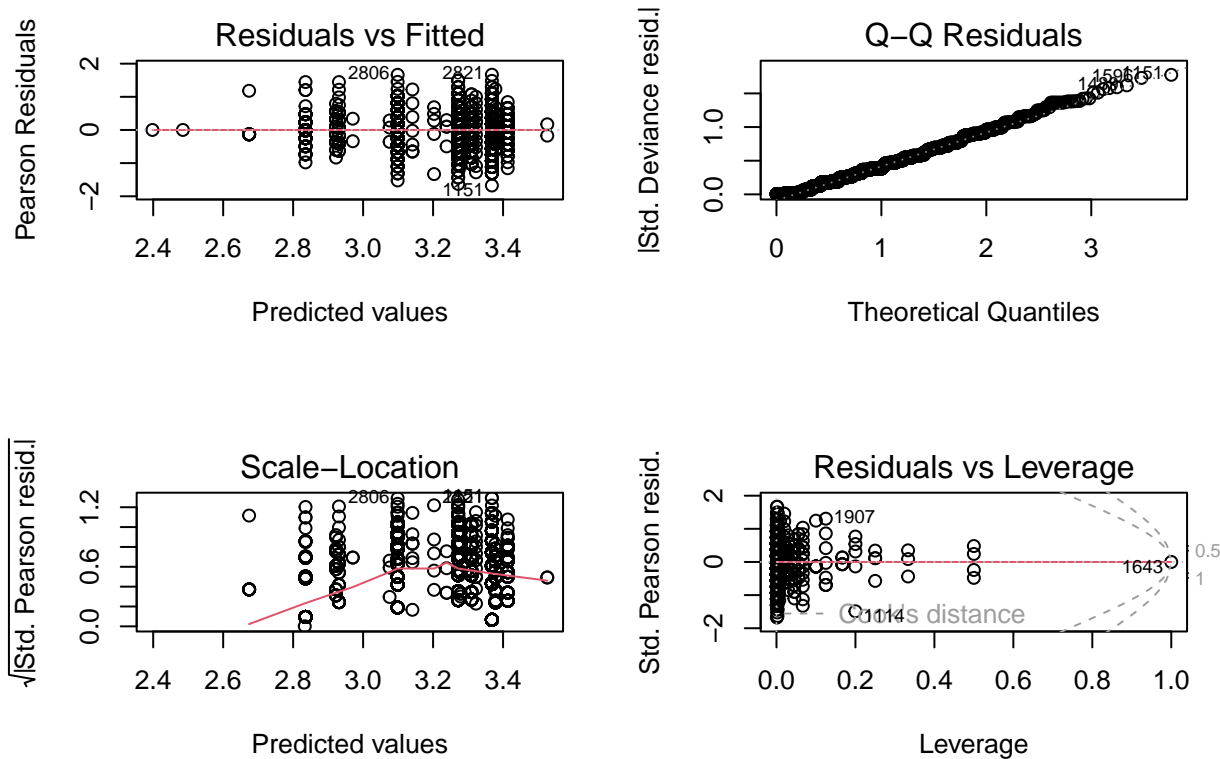 Residuals vs Fitted
Pearson Residuals
2
0
−2
2806
2821
1151
2.4 2.6 2.8 3.0 3.2 3.4
Predicted values
Q−Q Residuals
|Std. Deviance resid.|
1.0
0.0
1151
0 1 2 3
Theoretical Quantiles
Scale−Location
√|Std. Pearson resid.|
1.2
0.6
0.0
2806
2.4 2.6 2.8 3.0 3.2 3.4
Predicted values
Residuals vs Leverage
Std. Pearson resid.
2
0
−2
1907
1643
1114
Cook's distance
0.5
1
0.0 0.2 0.4 0.6 0.8 1.0
Leverage